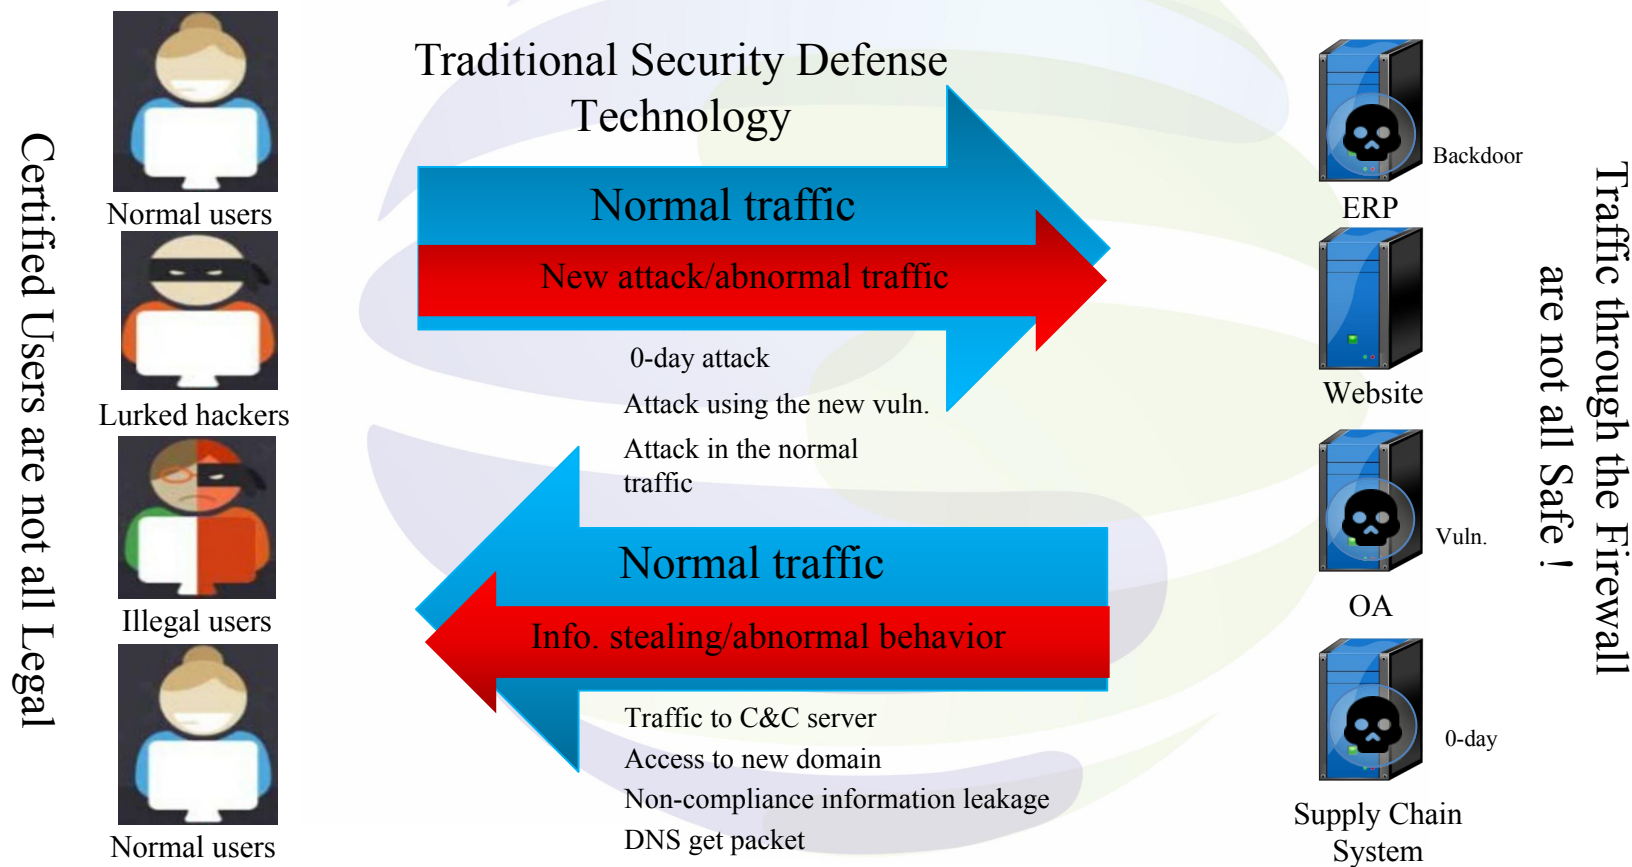 Traditional Security Defense
Technology
Certified Users are not all Legal
Normal users
Lurked hackers
Illegal users
Normal users
Normal traffic
New attack/abnormal traffic
0-day attack
Attack using the new vuln.
Attack in the normal
traffic
Normal traffic
Info. stealing/abnormal behavior
Traffic to C&C server
Access to new domain
Non-compliance information leakage
DNS get packet
Backdoor
ERP
Website
Vuln.
OA
0-day
Supply Chain
System
Traffic through the Firewall
are not all Safe !